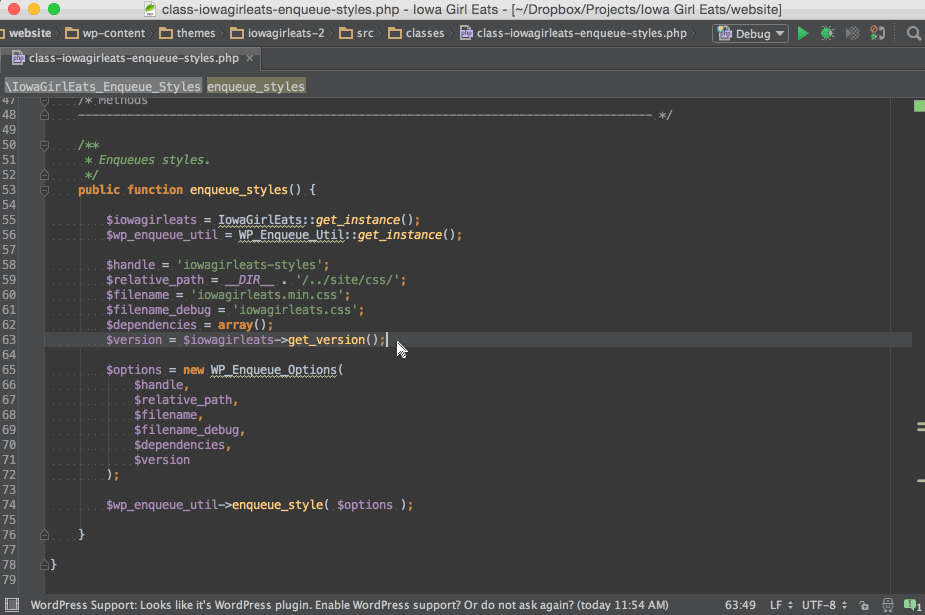 class-iowagirleats-enqueue-styles.php - Iowa Girl Eats - [~/Dropbox/Projects/Iowa Girl Eats/website]
website wp-content themes iowagirleats-2 src classes class-iowagirleats-enqueue-styles.php Debug
class-iowagirleats-enqueue-styles.php
\IowaGirlEats_Enqueue_Styles enqueue_styles
47 /* Methods
48 ---------------------------------------------------------------------------------- */
49
50 /**
51 * Enqueues styles.
52 */
53 public function enqueue_styles() {
54
55 $iowagirleats = IowaGirlEats::get_instance();
56 $wp_enqueue_util = WP_Enqueue_Util::get_instance();
57
58 $handle = 'iowagirleats-styles';
59 $relative_path = __DIR__ . '/../site/css/';
60 $filename = 'iowagirleats.min.css';
61 $filename_debug = 'iowagirleats.css';
62 $dependencies = array();
63 $version = $iowagirleats->get_version();
64
65 $options = new WP_Enqueue_Options(
66 $handle,
67 $relative_path,
68 $filename,
69 $filename_debug,
70 $dependencies,
71 $version
72 );
73
74 $wp_enqueue_util->enqueue_style( $options );
75
76 }
77
78 }
79
WordPress Support: Looks like it's WordPress plugin. Enable WordPress support? Or do not ask again? (today 11:54 AM) 63:49 LF UTF-8 1